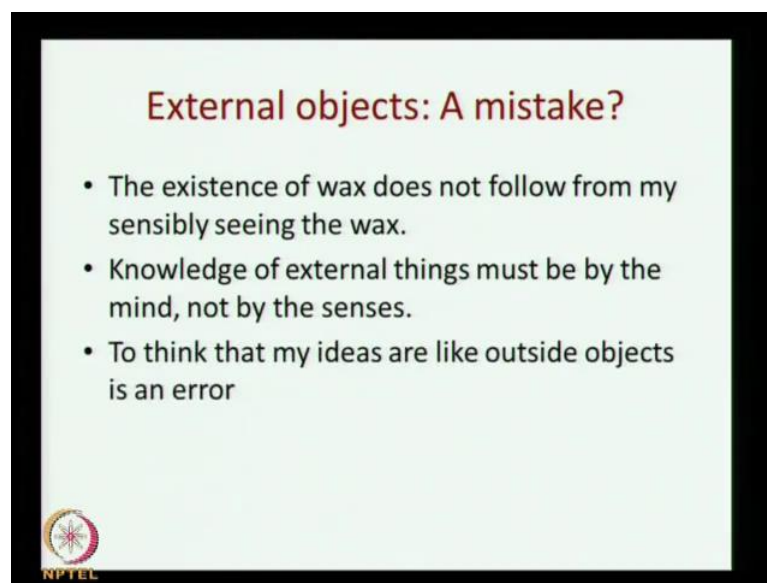 External objects: A mistake?
• The existence of wax does not follow from my
sensibly seeing the wax.
• Knowledge of external things must be by the
mind, not by the senses.
• To think that my ideas are like outside objects
is an error
NPTEL